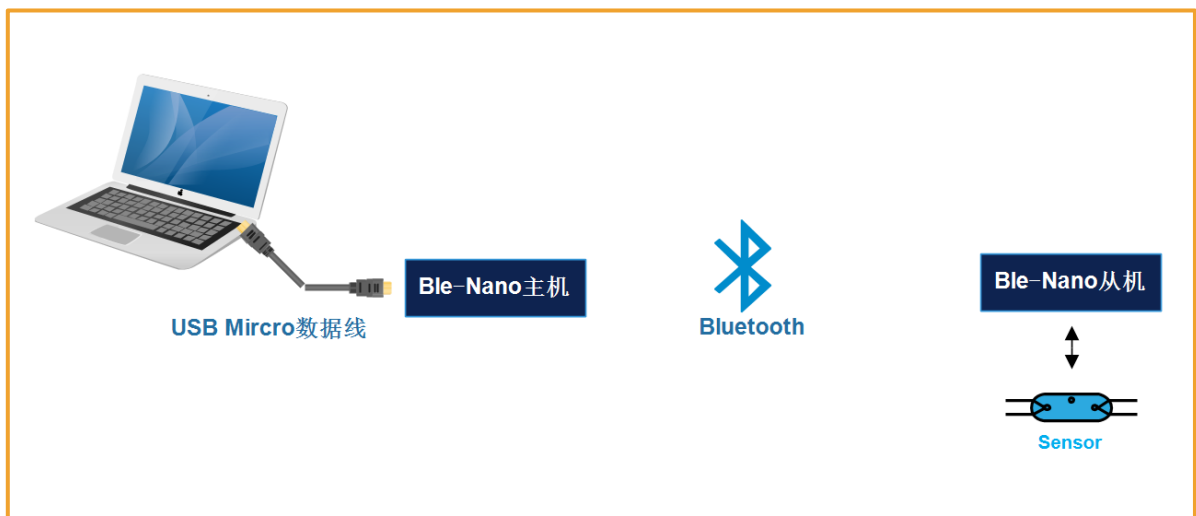 Ble-Nano主机
Ble-Nano从机
USB Mircro数据线
Bluetooth
Sensor